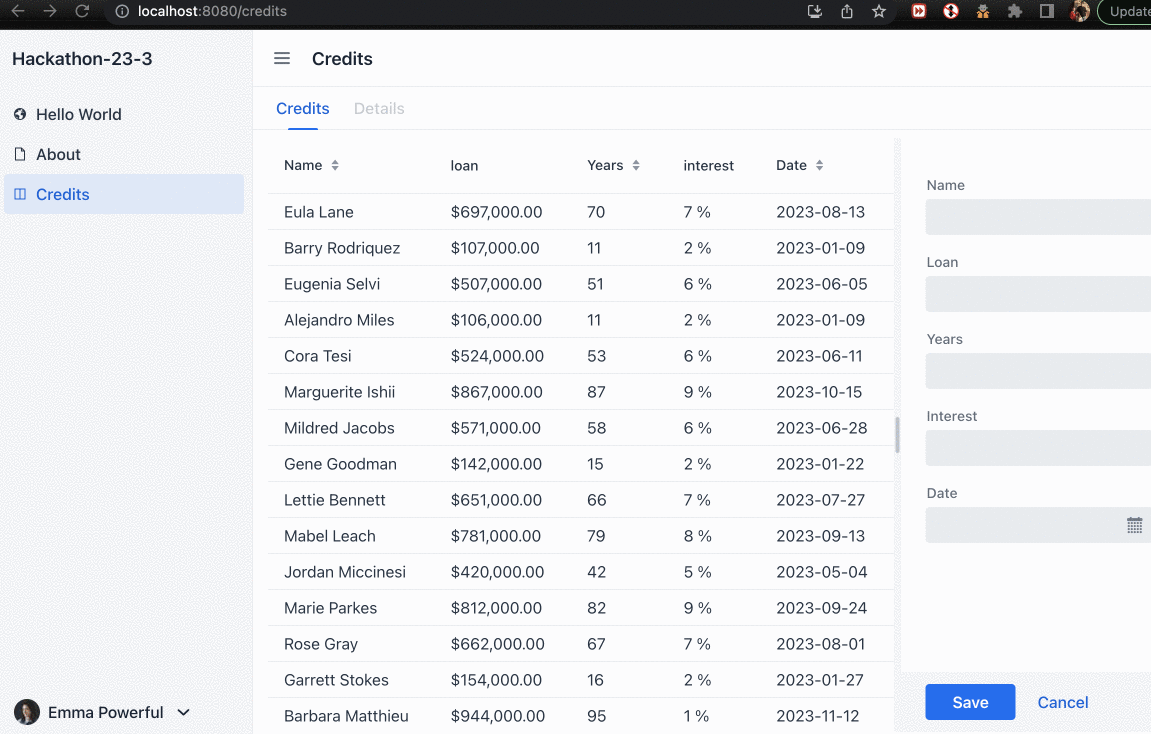 localhost:8080/credits
Update
Hackathon-23-3
Credits
Hello World
About
Credits
Credits Details
Name loan Years interest Date
Eula Lane $697,000.00 70 7 % 2023-08-13
Barry Rodriquez $107,000.00 11 2 % 2023-01-09
Eugenia Selvi $507,000.00 51 6 % 2023-06-05
Alejandro Miles $106,000.00 11 2 % 2023-01-09
Cora Tesi $524,000.00 53 6 % 2023-06-11
Marguerite Ishii $867,000.00 87 9 % 2023-10-15
Mildred Jacobs $571,000.00 58 6 % 2023-06-28
Gene Goodman $142,000.00 15 2 % 2023-01-22
Lettie Bennett $651,000.00 66 7 % 2023-07-27
Mabel Leach $781,000.00 79 8 % 2023-09-13
Jordan Miccinesi $420,000.00 42 5 % 2023-05-04
Marie Parkes $812,000.00 82 9 % 2023-09-24
Rose Gray $662,000.00 67 7 % 2023-08-01
Garrett Stokes $154,000.00 16 2 % 2023-01-27
Barbara Matthieu $944,000.00 95 1 % 2023-11-12
Name
Loan
Years
Interest
Date
Save Cancel
Emma Powerful